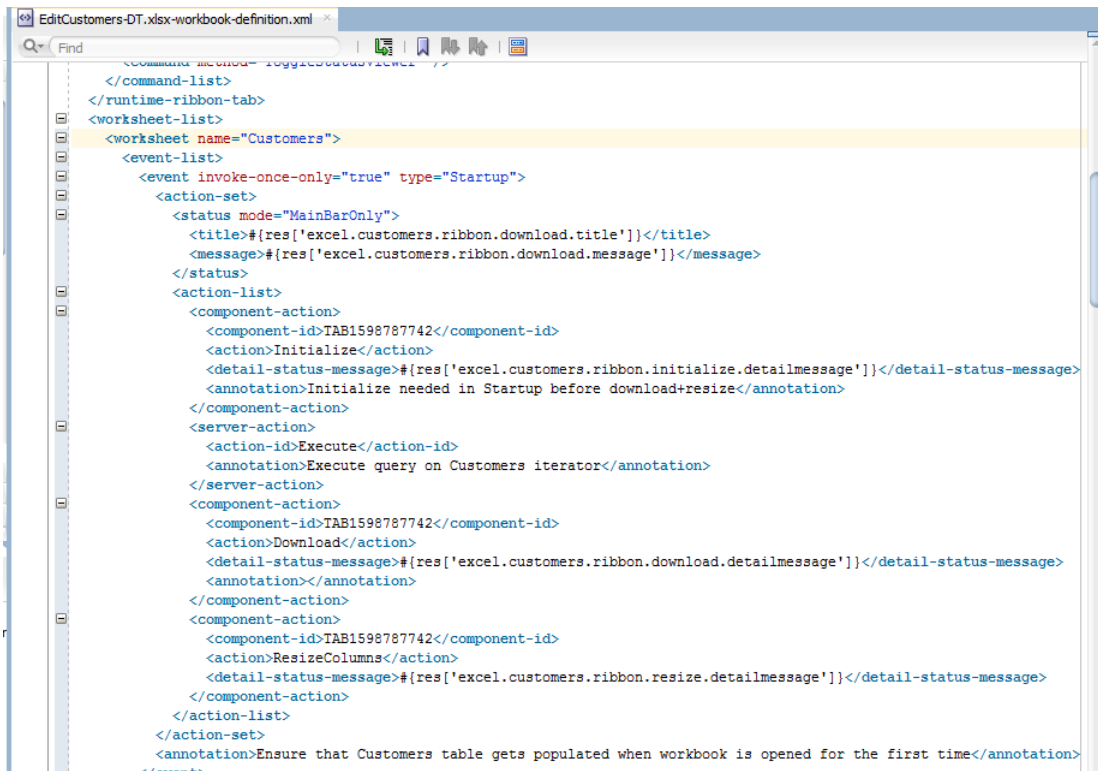 EditCustomers-DT.xlsx-workbook-definition.xml
Find
<command method="ToggleStatusViewer" />
</command-list>
</runtime-ribbon-tab>
<worksheet-list>
<worksheet name="Customers">
<event-list>
<event invoke-once-only="true" type="Startup">
<action-set>
<status mode="MainBarOnly">
<title>#{res['excel.customers.ribbon.download.title']}</title>
<message>#{res['excel.customers.ribbon.download.message']}</message>
</status>
<action-list>
<component-action>
<component-id>TAB1598787742</component-id>
<action>Initialize</action>
<detail-status-message>#{res['excel.customers.ribbon.initialize.detailmessage']}</detail-status-message>
<annotation>Initialize needed in Startup before download+resize</annotation>
</component-action>
<server-action>
<action-id>Execute</action-id>
<annotation>Execute query on Customers iterator</annotation>
</server-action>
<component-action>
<component-id>TAB1598787742</component-id>
<action>Download</action>
<detail-status-message>#{res['excel.customers.ribbon.download.detailmessage']}</detail-status-message>
<annotation></annotation>
</component-action>
<component-action>
<component-id>TAB1598787742</component-id>
<action>ResizeColumns</action>
<detail-status-message>#{res['excel.customers.ribbon.resize.detailmessage']}</detail-status-message>
</component-action>
</action-list>
</action-set>
<annotation>Ensure that Customers table gets populated when workbook is opened for the first time</annotation>